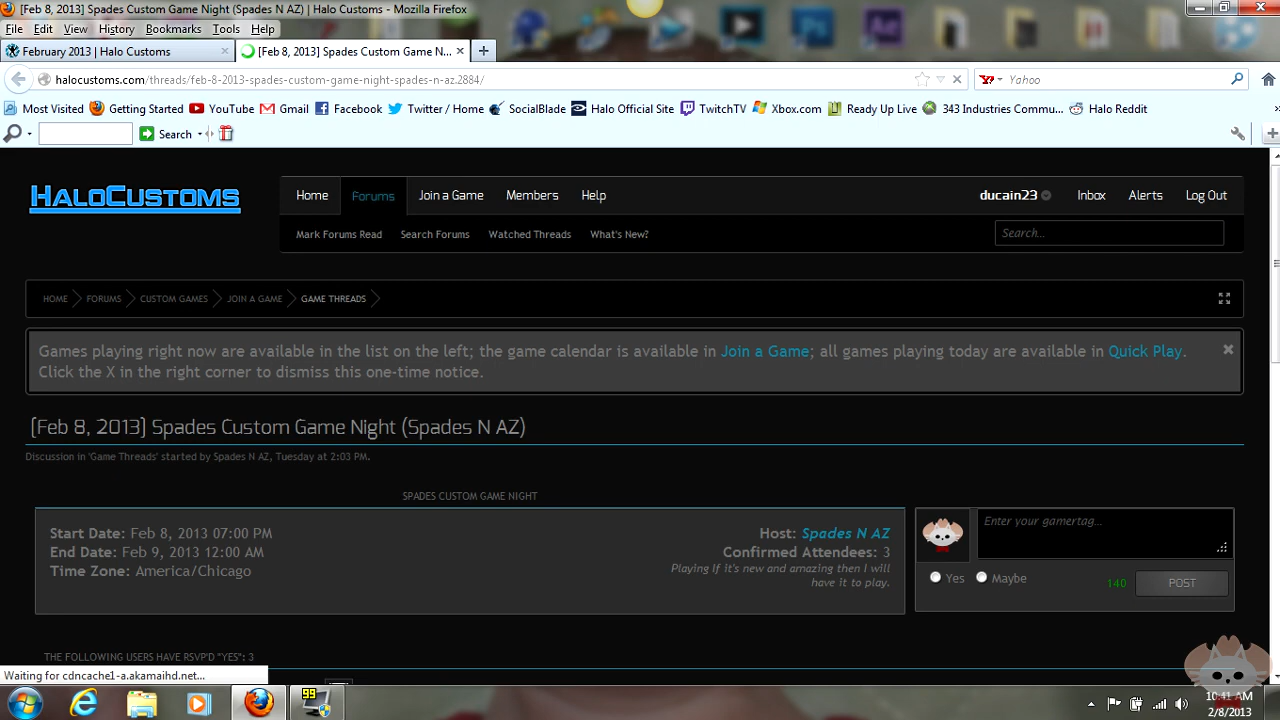 [Feb 8, 2013] Spades Custom Game Night (Spades N AZ) | Halo Customs - Mozilla Firefox
File Edit View History Bookmarks Tools Help
February 2013 | Halo Customs × [Feb 8, 2013] Spades Custom Game N... × +
halocustoms.com/threads/feb-8-2013-spades-custom-game-night-spades-n-az.2884/ Yahoo
Most Visited Getting Started YouTube Gmail Facebook Twitter / Home SocialBlade Halo Official Site TwitchTV Xbox.com Ready Up Live 343 Industries Commu... Halo Reddit
Search
HaloCustoms Home Forums Join a Game Members Help ducain23 Inbox Alerts Log Out
Mark Forums Read Search Forums Watched Threads What's New? Search...
HOME FORUMS CUSTOM GAMES JOIN A GAME GAME THREADS
Games playing right now are available in the list on the left; the game calendar is available in Join a Game; all games playing today are available in Quick Play.
Click the X in the right corner to dismiss this one-time notice.
[Feb 8, 2013] Spades Custom Game Night (Spades N AZ)
Discussion in 'Game Threads' started by Spades N AZ, Tuesday at 2:03 PM.
SPADES CUSTOM GAME NIGHT
Start Date: Feb 8, 2013 07:00 PM
End Date: Feb 9, 2013 12:00 AM
Time Zone: America/Chicago
Host: Spades N AZ
Confirmed Attendees: 3
Playing If it's new and amazing then I will
have it to play.
Enter your gamertag...
Yes Maybe 140 POST
THE FOLLOWING USERS HAVE RSVP'D "YES": 3
Waiting for cdncache1-a.akamaihd.net...
99
10:41 AM
2/8/2013